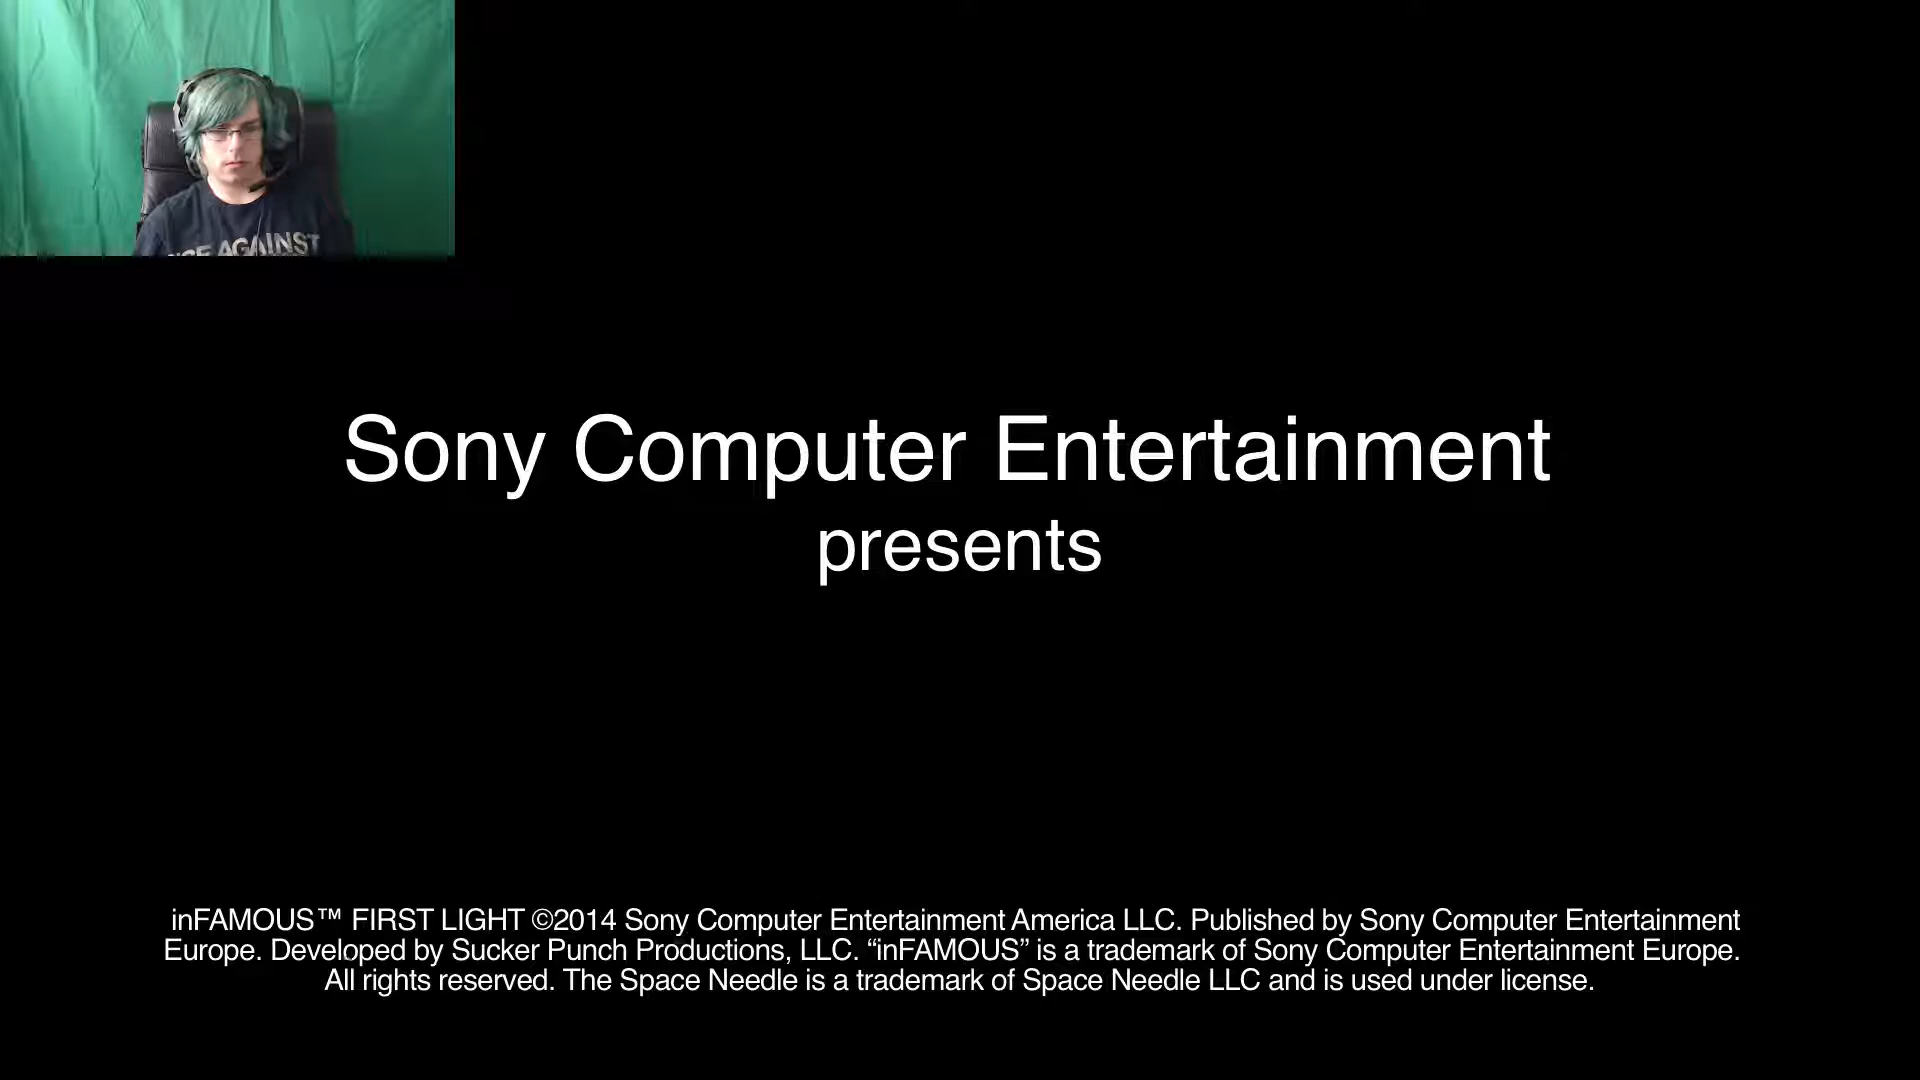 AGAINST
Sony Computer Entertainment
presents
inFAMOUS™ FIRST LIGHT ©2014 Sony Computer Entertainment America LLC. Published by Sony Computer Entertainment
Europe. Developed by Sucker Punch Productions, LLC. “inFAMOUS” is a trademark of Sony Computer Entertainment Europe.
All rights reserved. The Space Needle is a trademark of Space Needle LLC and is used under license.